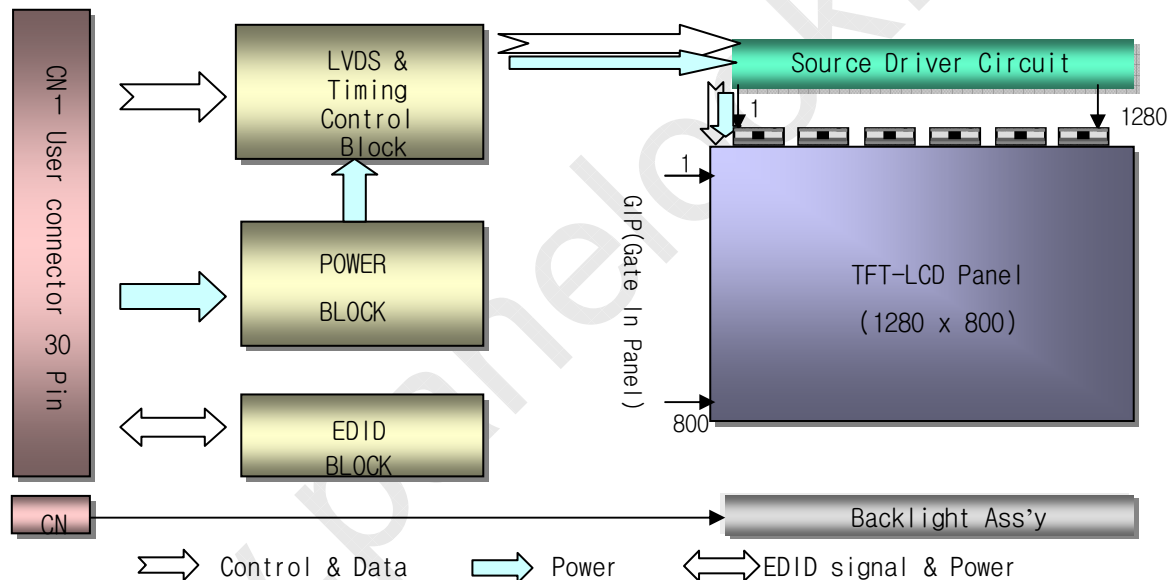 CN1 User connector 30 Pin
LVDS &
Timing
Control
Block
POWER
BLOCK
EDID
BLOCK
Source Driver Circuit
1
1280
1
GIP(Gate In Panel)
800
TFT-LCD Panel
(1280 x 800)
CN
Backlight Ass'y
Control & Data
Power
EDID signal & Power